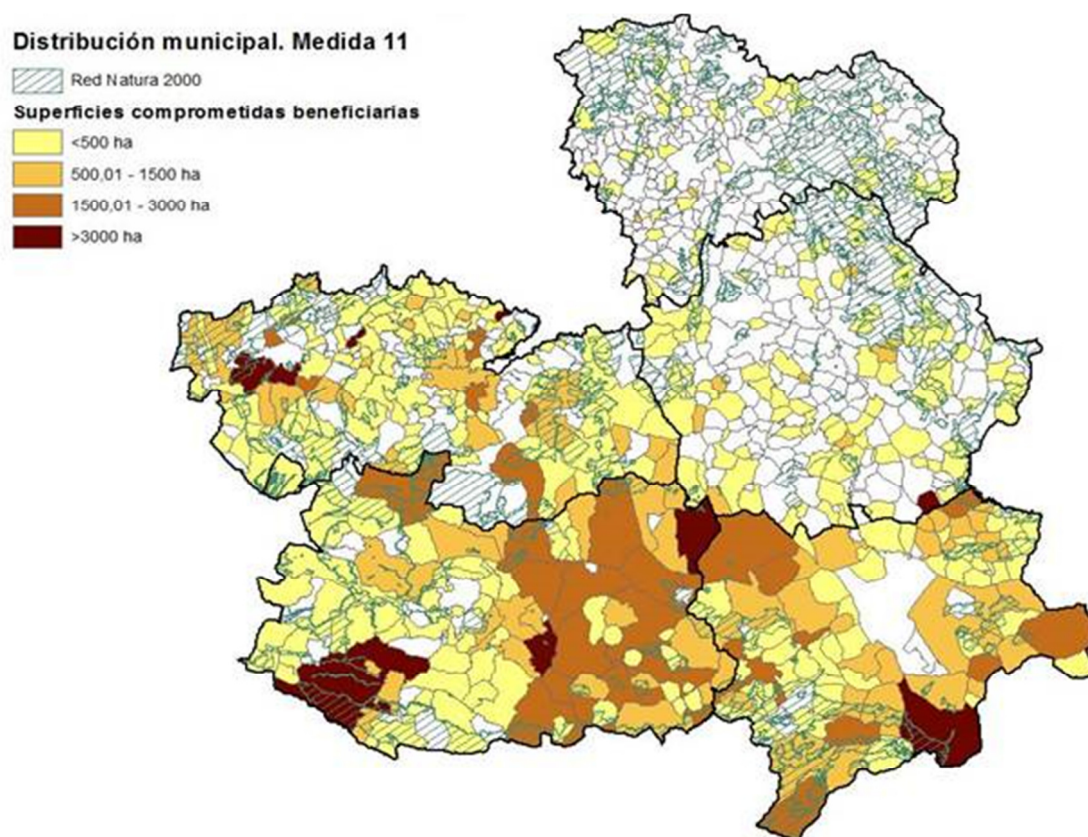 Distribución municipal. Medida 11
Red Natura 2000
Superficies comprometidas beneficiarias
<500 ha
500,01 - 1500 ha
1500,01 - 3000 ha
>3000 ha